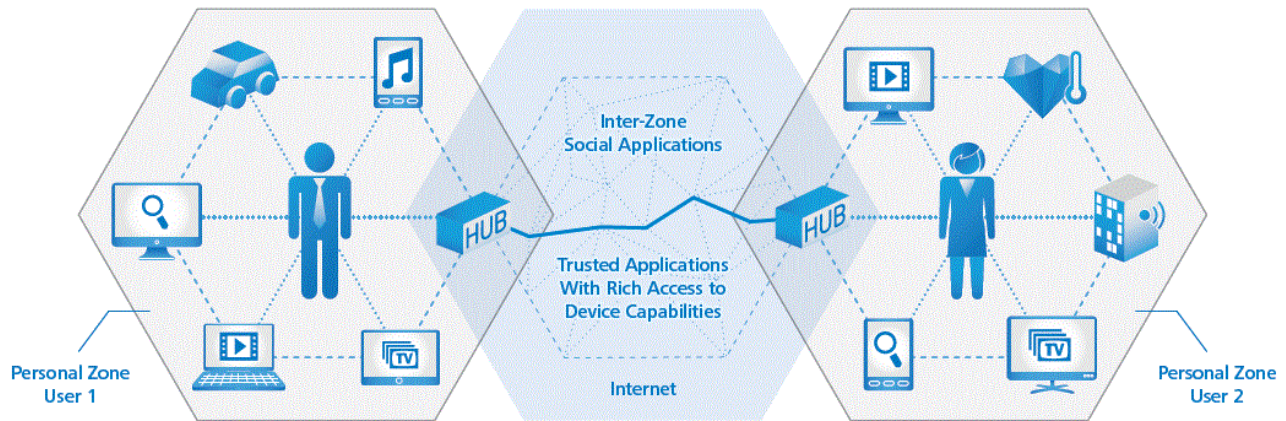 Inter-Zone
Social Applications
HUB
HUB
Trusted Applications
With Rich Access to
Device Capabilities
TV
TV
Internet
Personal Zone
User 1
Personal Zone
User 2